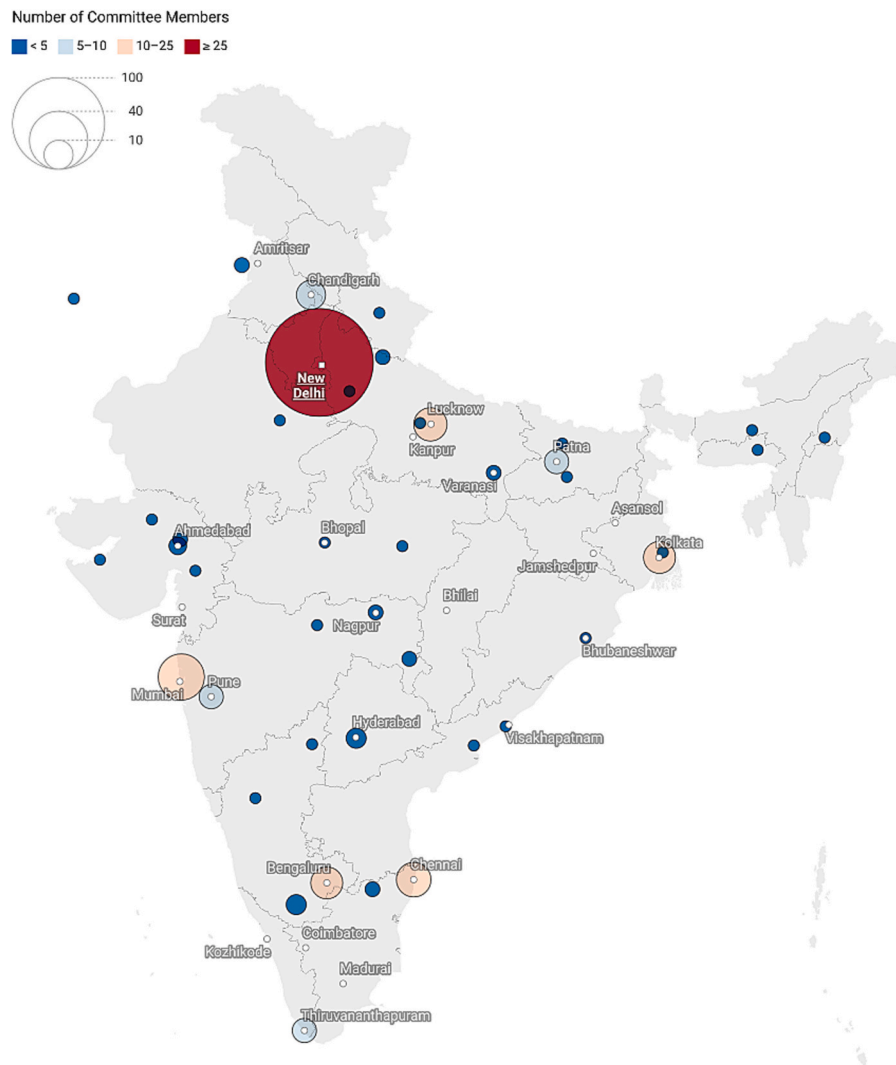 Number of Committee Members
< 5 5–10 10–25 ≥ 25
100
40
10
Amritsar
Chandigarh
New
Delhi
Lucknow
Kanpur
Patna
Varanasi
Asansol
Ahmedabad
Bhopal
Kolkata
Jamshedpur
Bhilai
Surat
Nagpur
Bhubaneshwar
Pune
Mumbai
Hyderabad
Visakhapatnam
Chennai
Bengaluru
Coimbatore
Kozhikode
Madurai
Thiruvananthapuram